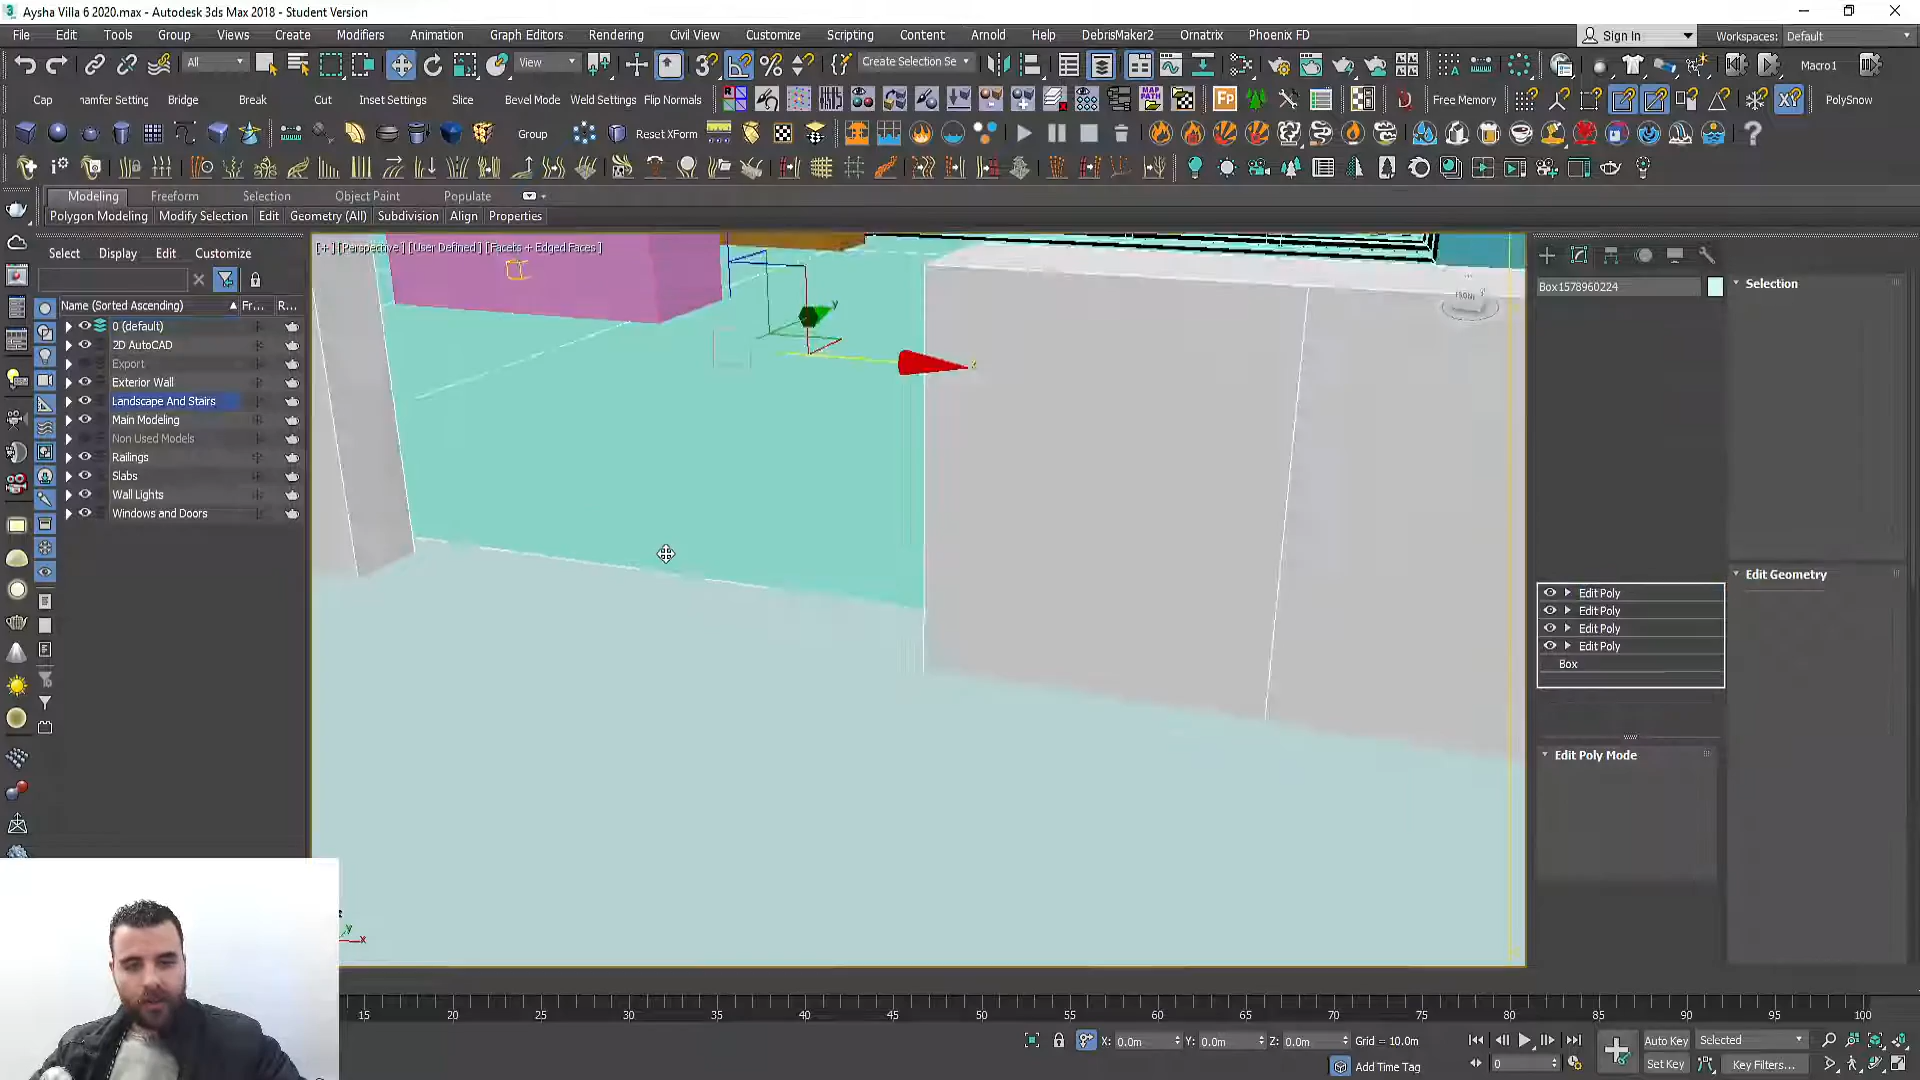 Aysha Villa 6 2020.max - Autodesk 3ds Max 2018 - Student Version
File Edit Tools Group Views Create Modifiers Animation Graph Editors Rendering Civil View Customize Scripting Content Arnold Help DebrisMaker2 Ornatrix Phoenix FD Sign In Workspaces: Default
All View Create Selection Se Macro1
Cap hamfer Setting Bridge Break Cut Inset Settings Slice Bevel Mode Weld Settings Flip Normals Free Memory XY PolySnow
Group Reset XForm
Modeling Freeform Selection Object Paint Populate
Polygon Modeling Modify Selection Edit Geometry (All) Subdivision Align Properties
Select Display Edit Customize
[+] [Perspective] [User Defined] [Facets + Edged Faces]
Name (Sorted Ascending) Fr... R...
0 (default)
2D AutoCAD
Export
Exterior Wall
Landscape And Stairs
Main Modeling
Non Used Models
Railings
Slabs
Wall Lights
Windows and Doors
y
x
FRONT
Box1578960224
Selection
Edit Geometry
Edit Poly
Edit Poly
Edit Poly
Edit Poly
Box
Edit Poly Mode
y
x
15 20 25 30 35 40 45 50 55 60 65 70 75 80 85 90 95 100
X: 0.0m Y: 0.0m Z: 0.0m Grid = 10.0m Auto Key Selected
Add Time Tag 0 Set Key Key Filters...